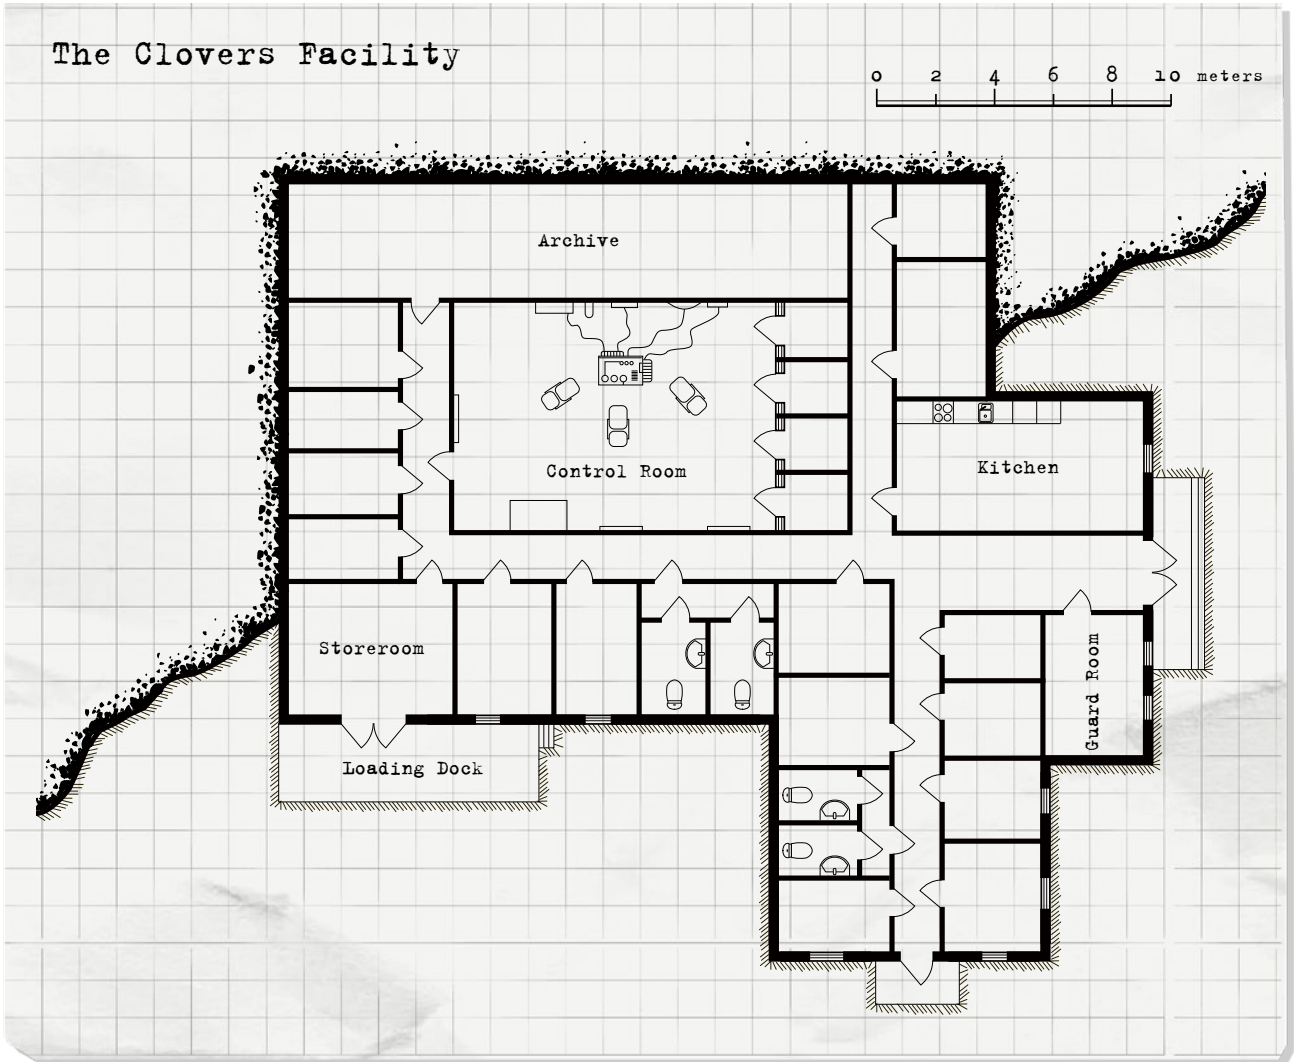 The Clovers Facility
0 2 4 6 8 10 meters
Archive
Control Room
Kitchen
Storeroom
Guard Room
Loading Dock